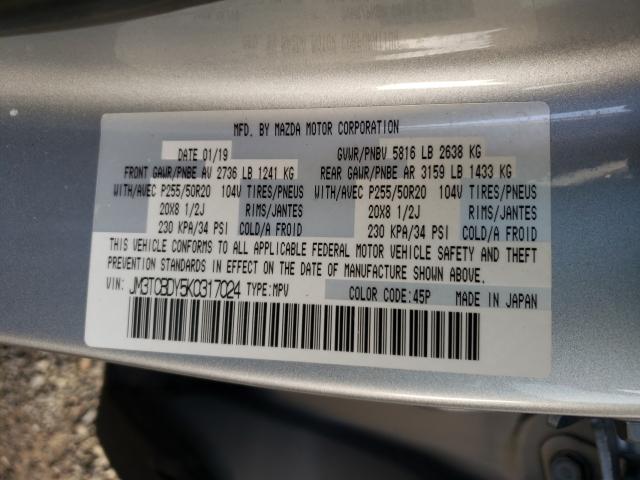 MFD. BY MAZDA MOTOR CORPORATION
DATE 01/19 GVWR/PNBV 5816 LB 2638 KG
FRONT GAWR/PNBE AV 2736 LB 1241 KG REAR GAWR/PNBE AR 3159 LB 1433 KG
WITH/AVEC P255/50R20 104V TIRES/PNEUS WITH/AVEC P255/50R20 104V TIRES/PNEUS
20X8 1/2J RIMS/JANTES 20X8 1/2J RIMS/JANTES
230 KPA/34 PSI COLD/A FROID 230 KPA/34 PSI COLD/A FROID
THIS VEHICLE CONFORMS TO ALL APPLICABLE FEDERAL MOTOR VEHICLE SAFETY AND THEFT
PREVENTION STANDARDS IN EFFECT ON THE DATE OF MANUFACTURE SHOWN ABOVE.
VIN: JM3TCBDY5K0317024 TYPE:MPV COLOR CODE:45P MADE IN JAPAN